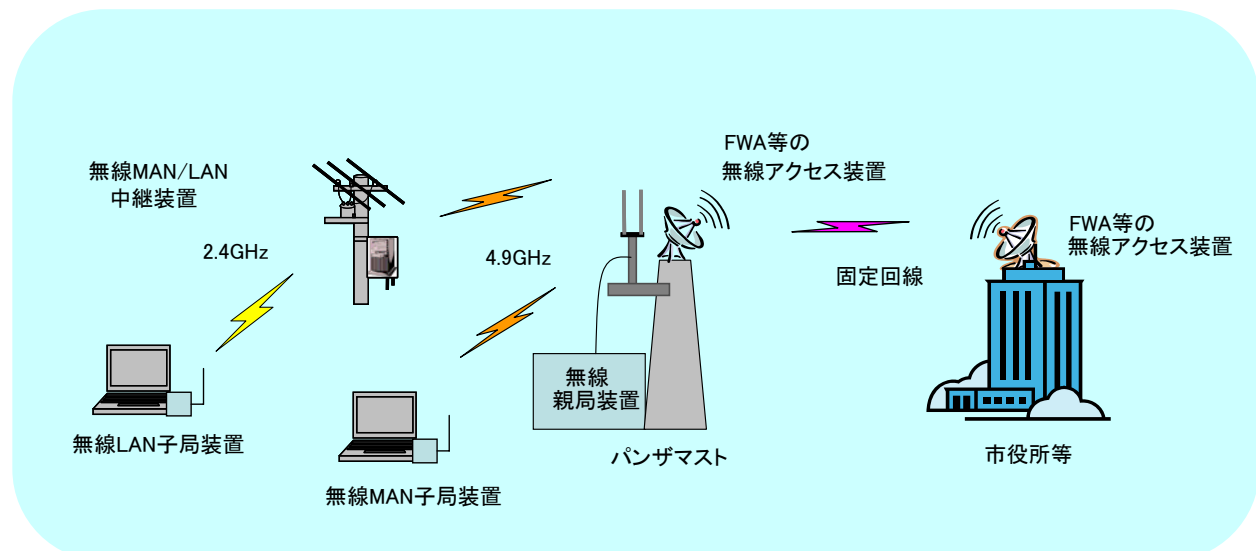 無線MAN/LAN
中継装置
2.4GHz
4.9GHz
FWA等の
無線アクセス装置
固定回線
FWA等の
無線アクセス装置
無線
親局装置
無線LAN子局装置
無線MAN子局装置
パンザマスト
市役所等